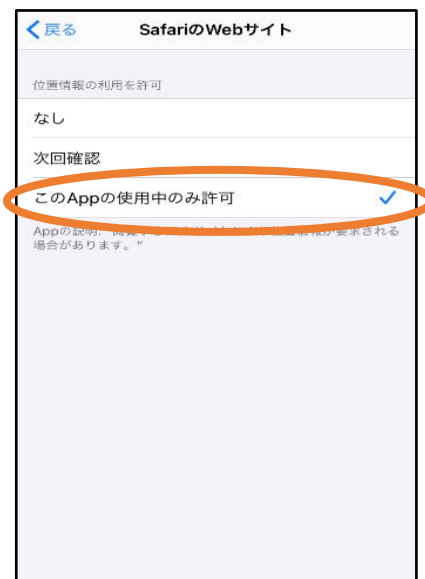 戻る SafariのWebサイト
位置情報の利用を許可
なし
次回確認
このAppの使用中のみ許可
Appの説明: 情報が要求される
場合があります。"